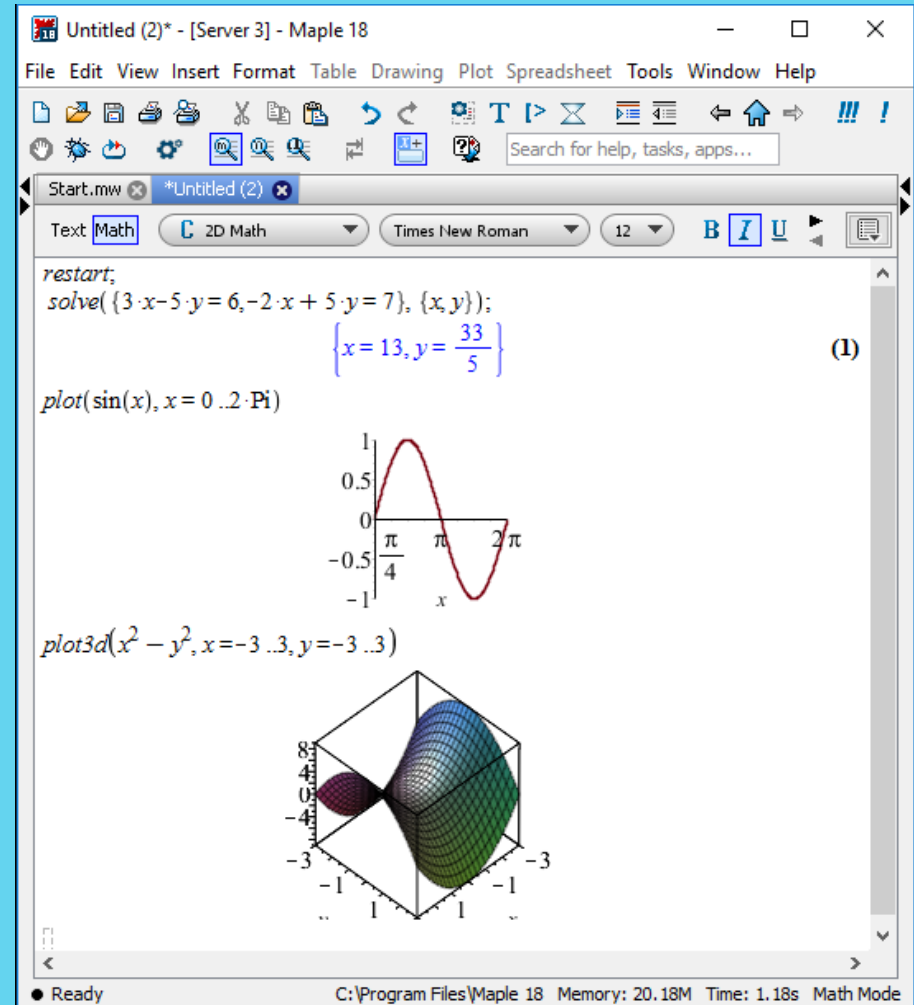 Untitled (2)* - [Server 3] - Maple 18
File Edit View Insert Format Table Drawing Plot Spreadsheet Tools Window Help
Search for help, tasks, apps...
Start.mw *Untitled (2)
Text Math C 2D Math Times New Roman 12 B I U
restart;
solve({3·x−5·y = 6,−2·x + 5·y = 7}, {x, y});
{x = 13, y = 33/5} (1)
plot(sin(x), x = 0 ..2·Pi)
1
0.5
0
π/4 π 2π
−0.5
−1
x
plot3d(x² − y², x=−3 ..3, y=−3 ..3)
8
4
0
−4
−3 −3
−1 −1
1 1
Ready C:\Program Files\Maple 18 Memory: 20.18M Time: 1.18s Math Mode